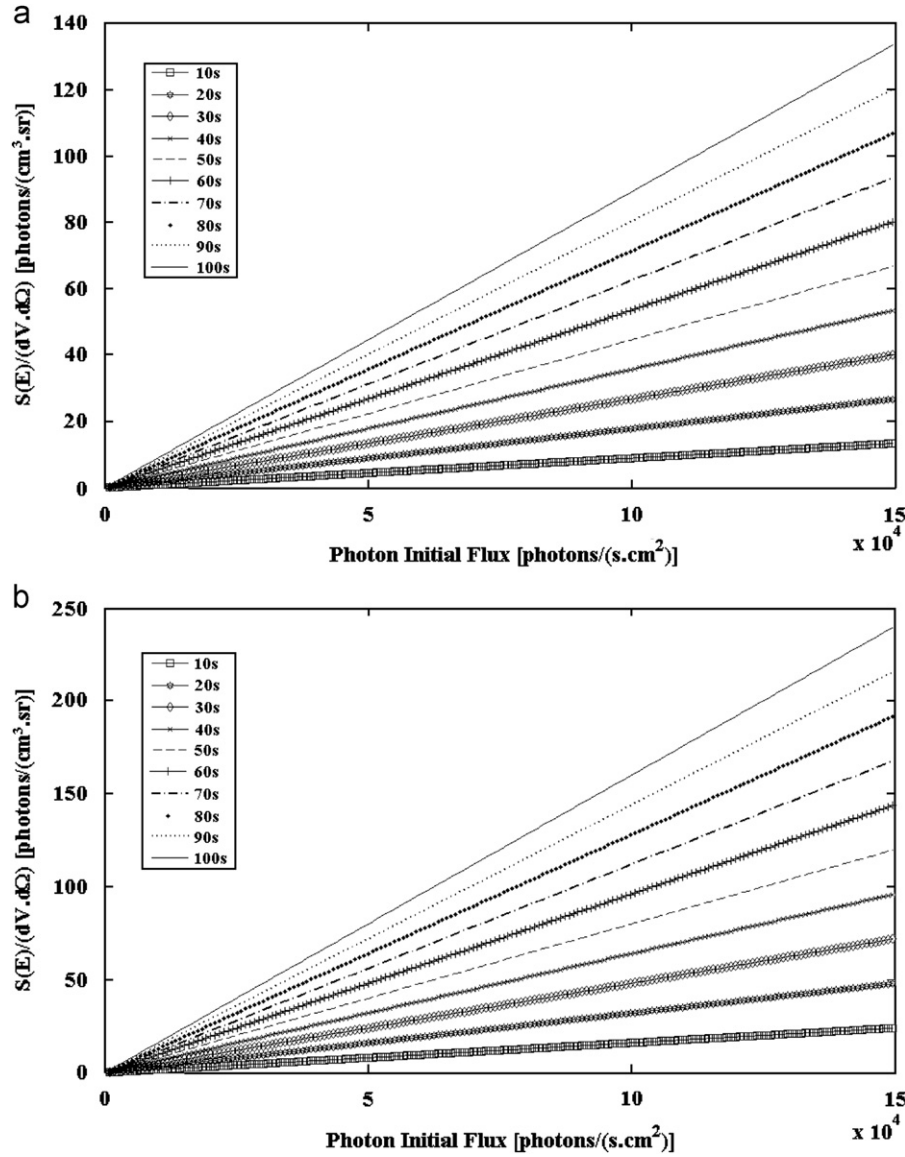 a
140
120
100
80
60
40
20
0
S(E)/(dV.dΩ) [photons/(cm³.sr)]
10s
20s
30s
40s
50s
60s
70s
80s
90s
100s
0
5
10
15
x 10⁴
Photon Initial Flux [photons/(s.cm²)]
b
250
200
150
100
50
0
S(E)/(dV.dΩ) [photons/(cm³.sr)]
10s
20s
30s
40s
50s
60s
70s
80s
90s
100s
0
5
10
15
x 10⁴
Photon Initial Flux [photons/(s.cm²)]